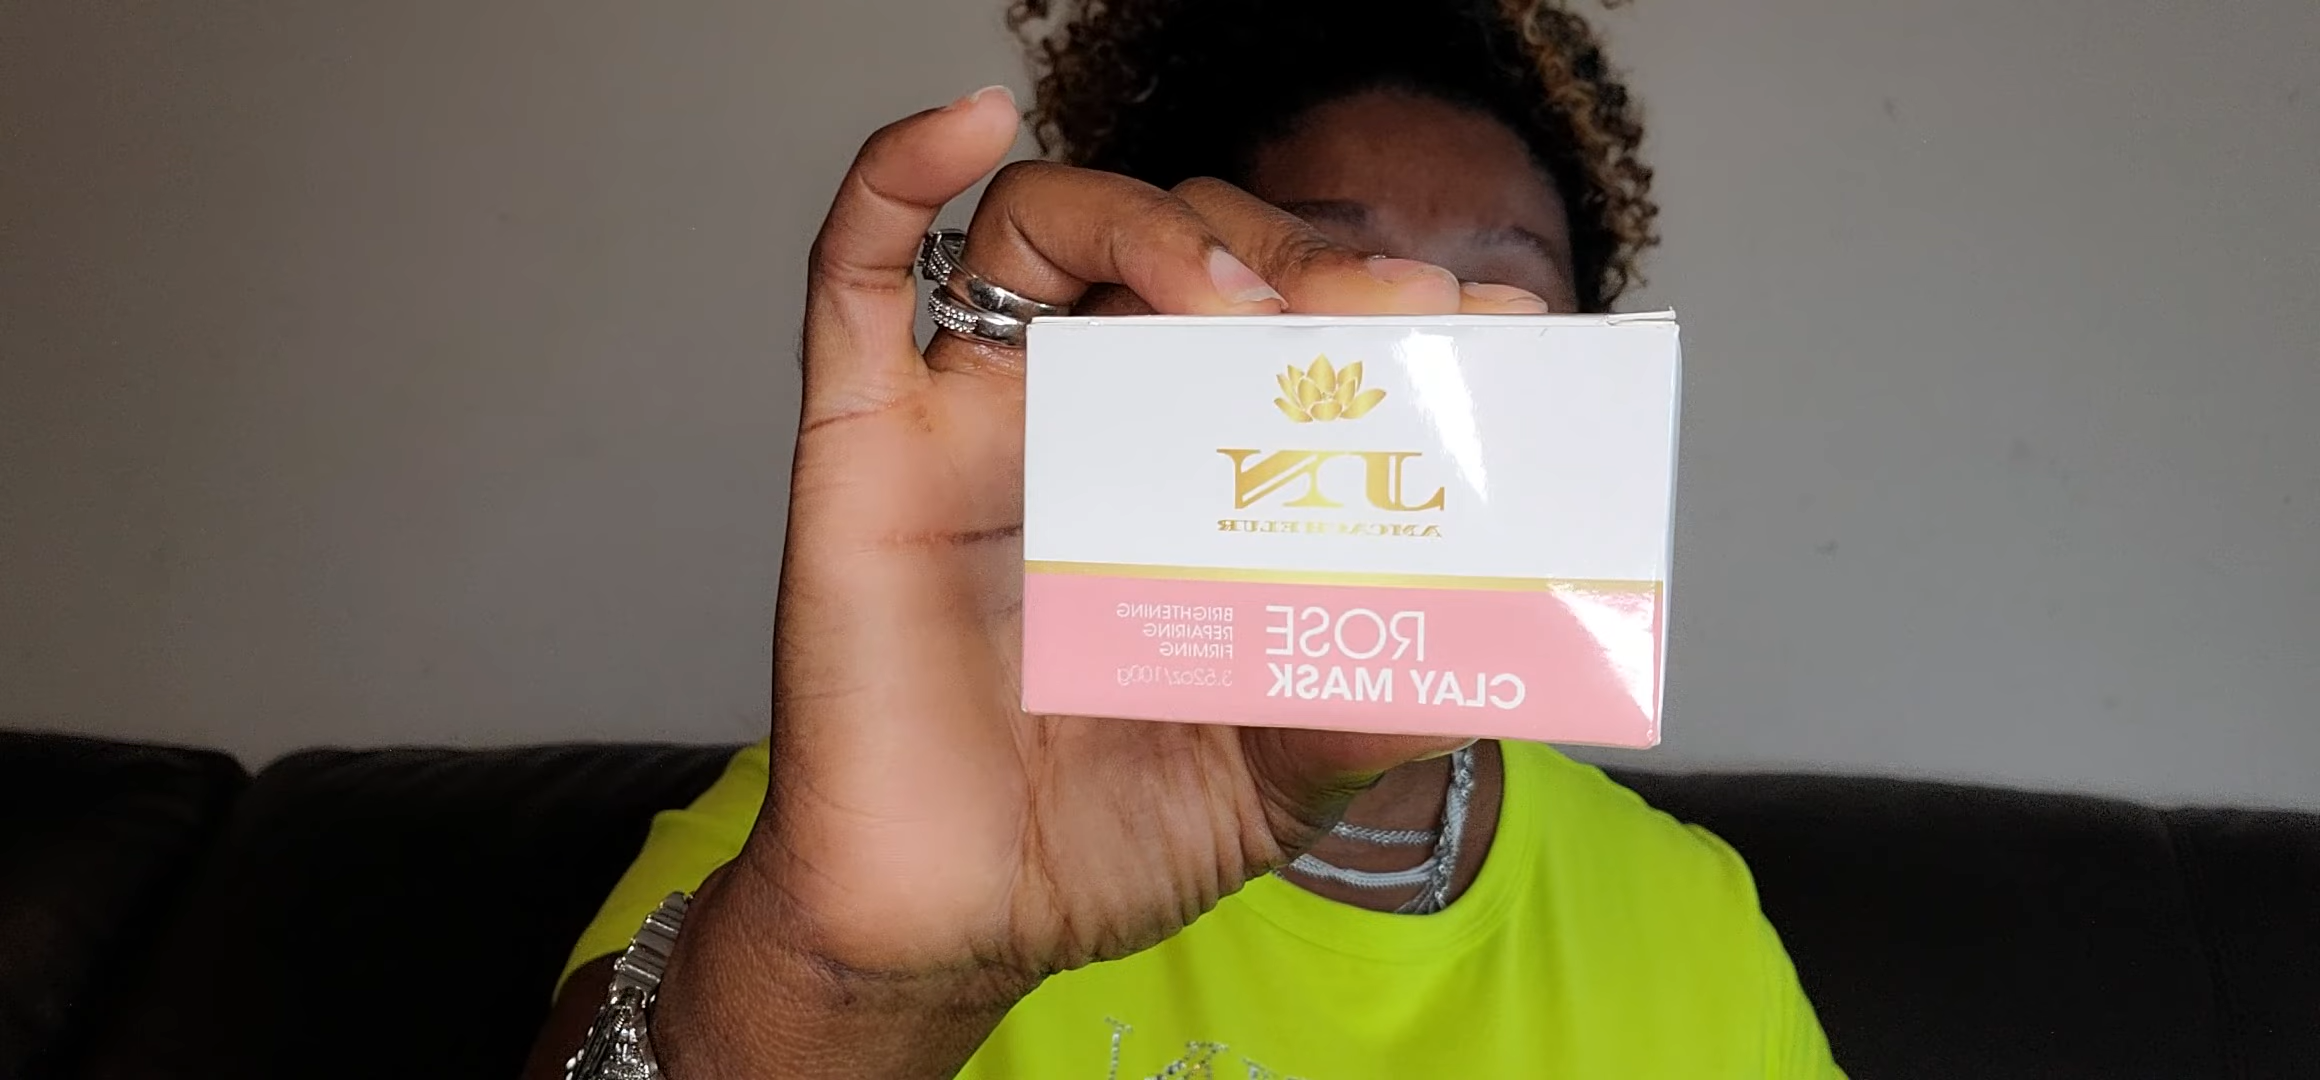 ROSE
CLAY MASK
BRIGHTENING
REPAIRING
FIRMING
3.52oz/100g